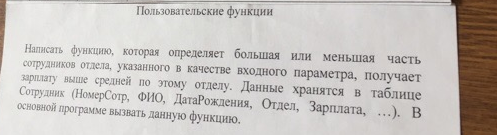 Пользовательские функции
Написать функцию, которая определяет большая или меньшая часть
сотрудников отдела, указанного в качестве входного параметра, получает
зарплату выше средней по этому отделу. Данные хранятся в таблице
Сотрудник (НомерСотр, ФИО, ДатаРождения, Отдел, Зарплата, …). В
основной программе вызвать данную функцию.